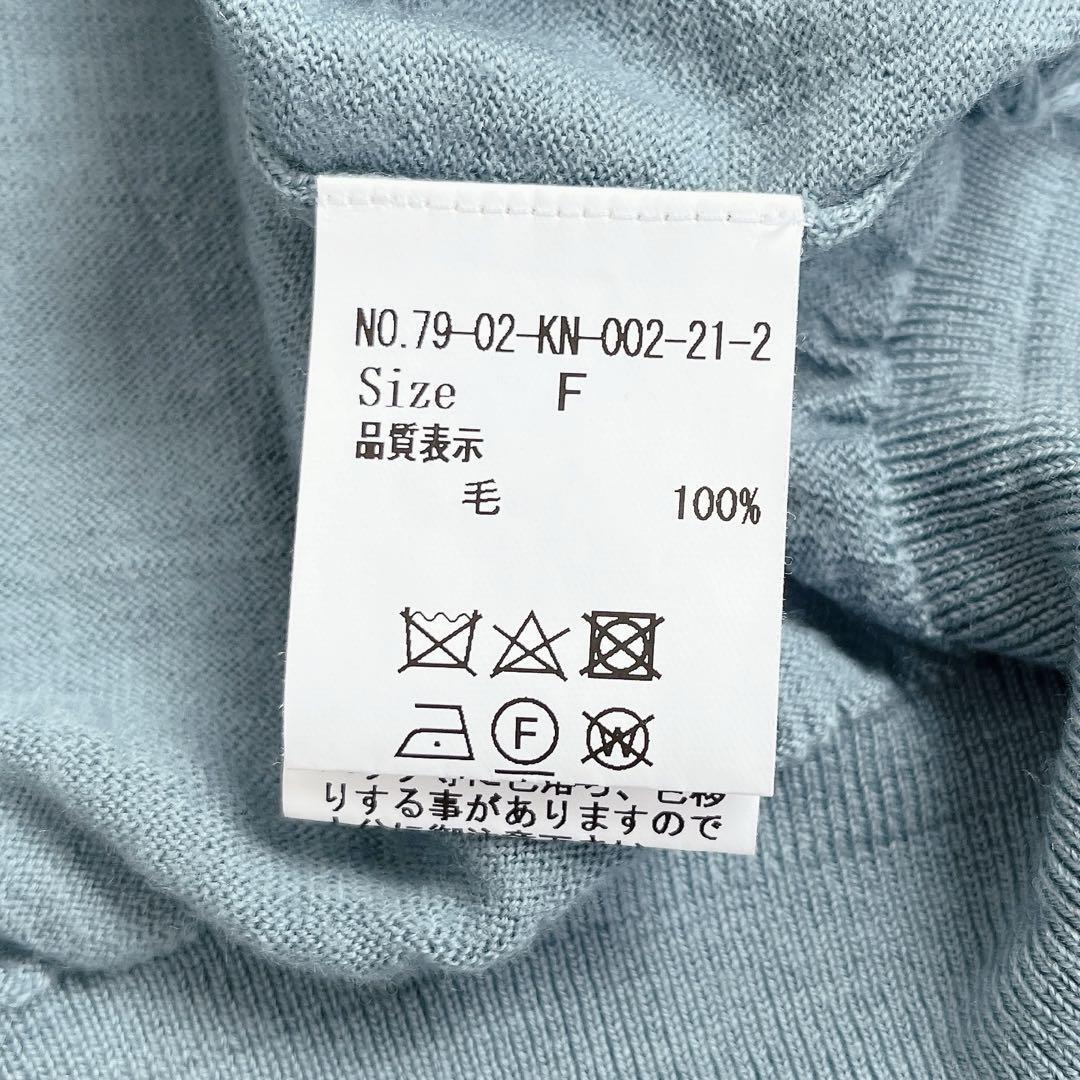 NO.79-02-KN-002-21-2
Size F
品質表示
毛 100%
F
W
りする事がありますので